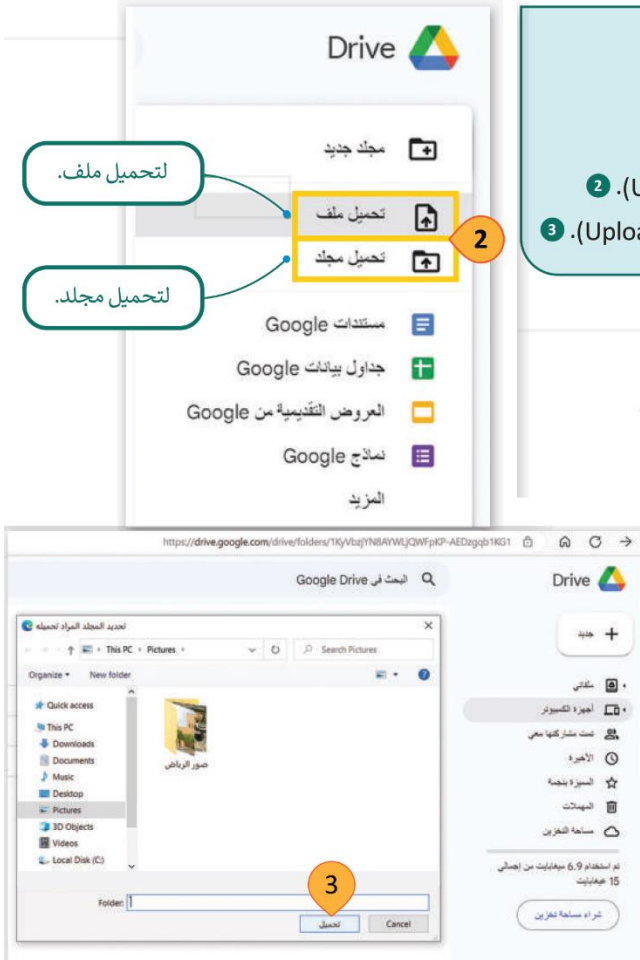 Drive
مجلد جديد
لتحميل ملف.
تحميل ملف
2
تحميل مجلد
لتحميل مجلد.
مستندات Google
جداول بيانات Google
العروض التقديمية من Google
نماذج Google
المزيد
2 .(U
3 .(Uploa
https://drive.google.com/drive/folders/
Drive
البحث في Google Drive
جديد
ملفاتي
أجهزة الكمبيوتر
تمت مشاركتها معي
الأخيرة
المميزة بنجمة
المهملات
مساحة التخزين
تم استخدام 6.9 ميغابايت من إجمالي
15 غيغابايت
شراء مساحة تخزين
تحديد المجلد المراد تحميله
This PC
Pictures
Search Pictures
Organize
New folder
Quick access
This PC
Downloads
Documents
Music
Desktop
Pictures
3D Objects
Videos
Local Disk (C:)
صور الرياض
3
Folder:
تحميل
Cancel